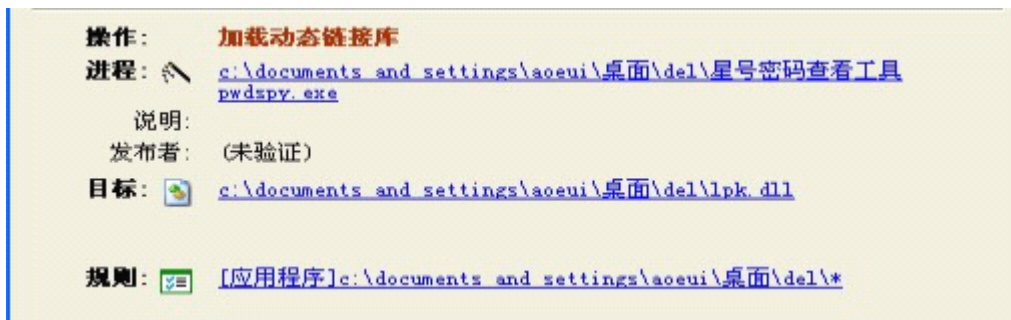 操作: 加载动态链接库
进程: c:\documents and settings\aoeui\桌面\del\星号密码查看工具
pwdspy.exe
说明:
发布者: (未验证)
目标: c:\documents and settings\aoeui\桌面\del\lpk.dll
规则: [应用程序]c:\documents and settings\aoeui\桌面\del\*